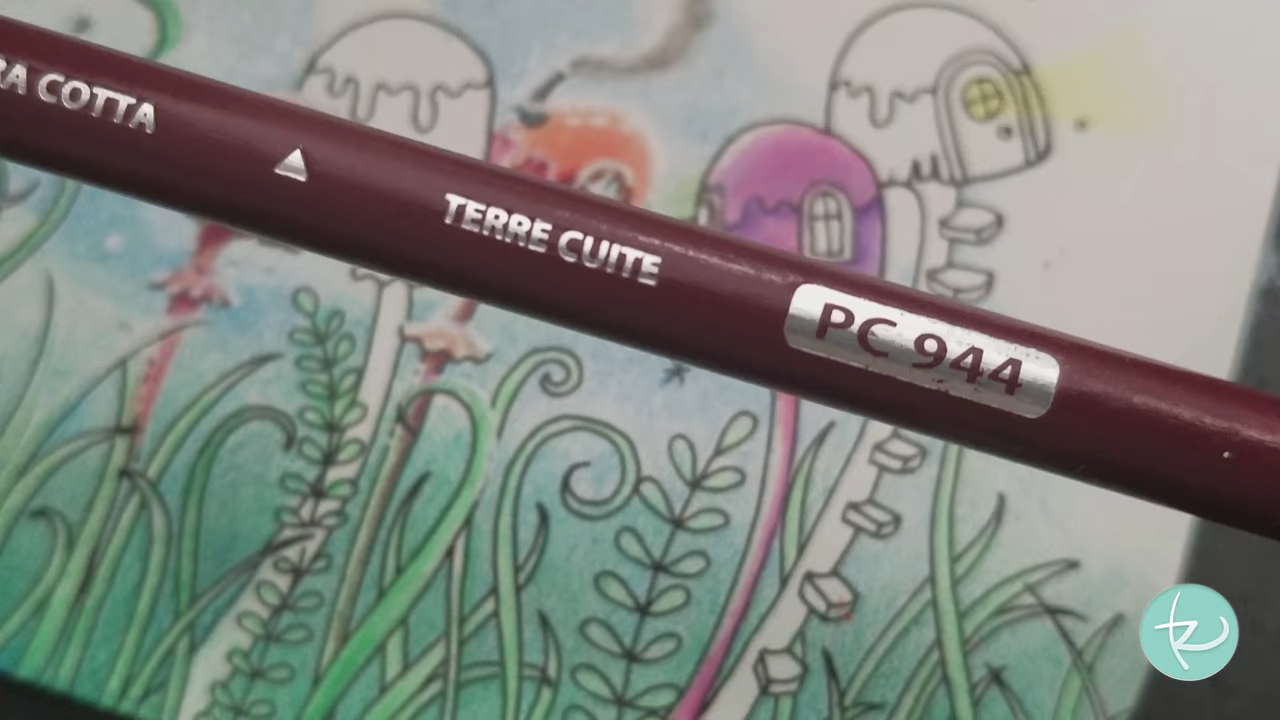 RA COTTA ▲ TERRE CUITE PC 944